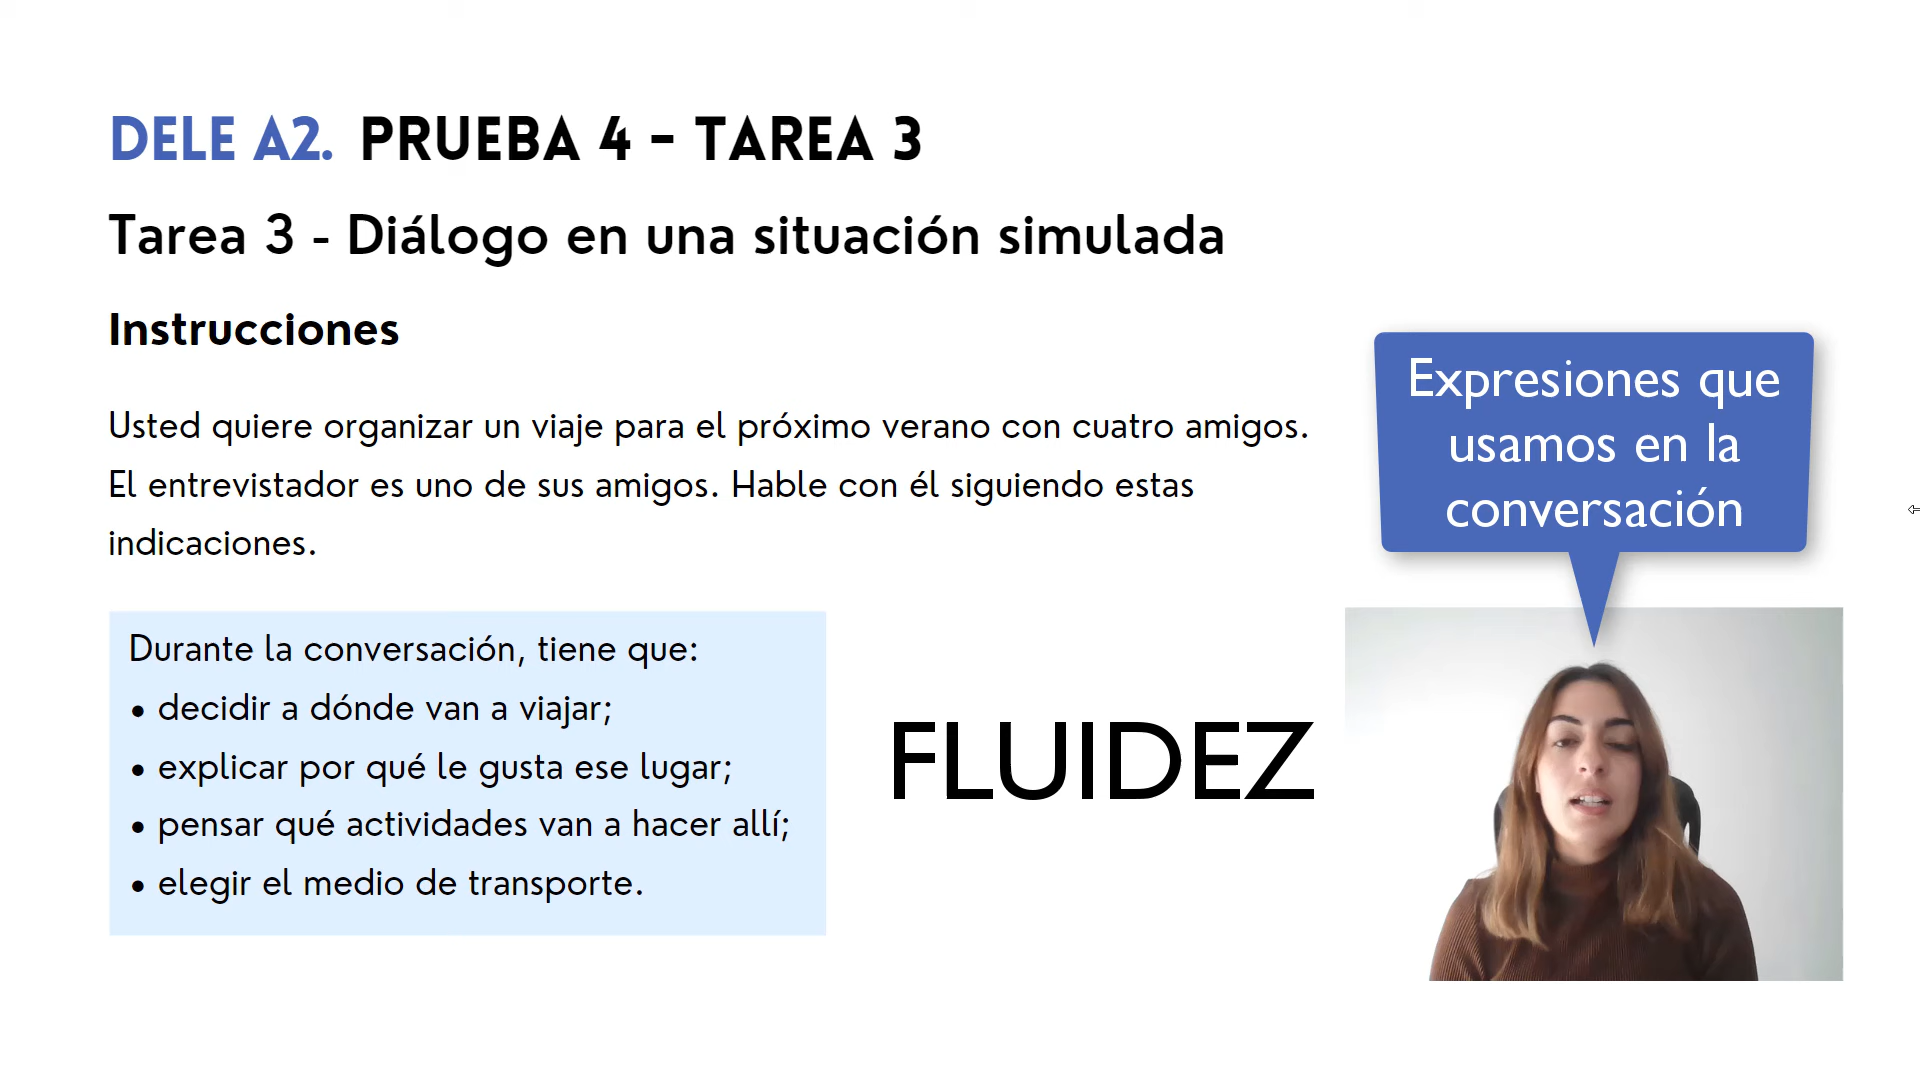 DELE A2. PRUEBA 4 - TAREA 3
Tarea 3 - Diálogo en una situación simulada
Instrucciones
Usted quiere organizar un viaje para el próximo verano con cuatro amigos.
El entrevistador es uno de sus amigos. Hable con él siguiendo estas
indicaciones.
Durante la conversación, tiene que:
• decidir a dónde van a viajar;
• explicar por qué le gusta ese lugar;
• pensar qué actividades van a hacer allí;
• elegir el medio de transporte.
FLUIDEZ
Expresiones que
usamos en la
conversación